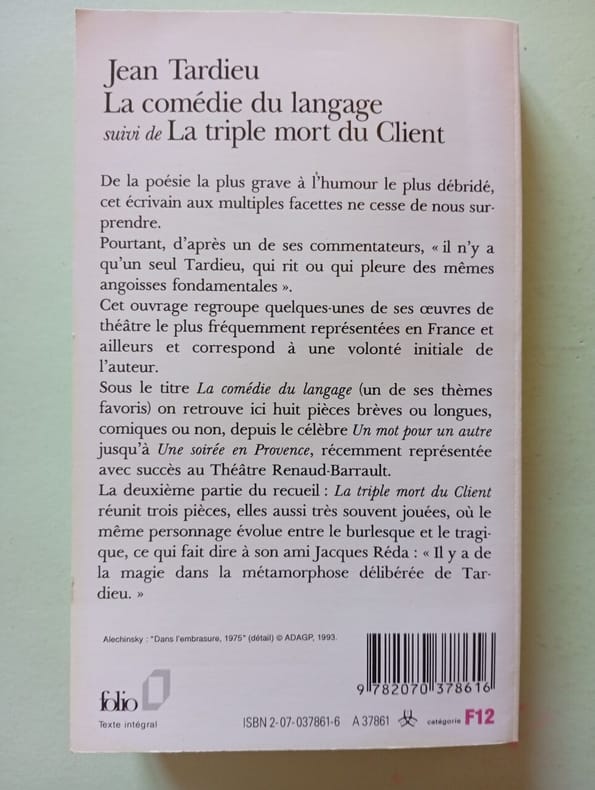 Jean Tardieu
La comédie du langage
suivi de La triple mort du Client
De la poésie la plus grave à l'humour le plus débridé,
cet écrivain aux multiples facettes ne cesse de nous sur-
prendre.
Pourtant, d'après un de ses commentateurs, « il n'y a
qu'un seul Tardieu, qui rit ou qui pleure des mêmes
angoisses fondamentales ».
Cet ouvrage regroupe quelques-unes de ses œuvres de
théâtre le plus fréquemment représentées en France et
ailleurs et correspond à une volonté initiale de
l'auteur.
Sous le titre La comédie du langage (un de ses thèmes
favoris) on retrouve ici huit pièces brèves ou longues,
comiques ou non, depuis le célèbre Un mot pour un autre
jusqu'à Une soirée en Provence, récemment représentée
avec succès au Théâtre Renaud-Barrault.
La deuxième partie du recueil : La triple mort du Client
réunit trois pièces, elles aussi très souvent jouées, où le
même personnage évolue entre le burlesque et le tragi-
que, ce qui fait dire à son ami Jacques Réda : « Il y a de
la magie dans la métamorphose délibérée de Tar-
dieu. »
Alechinsky : "Dans l'embrasure, 1975" (détail) © ADAGP, 1993.
9 782070 378616
folio
Texte intégral
ISBN 2-07-037861-6 A 37861 catégorie F12